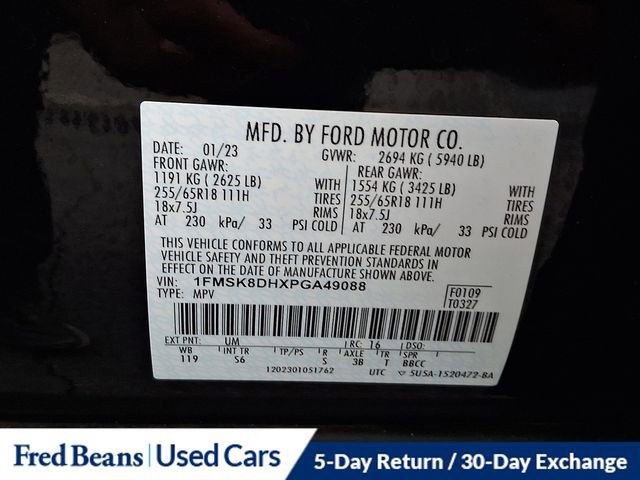 MFD. BY FORD MOTOR CO.
DATE: 01/23 GVWR: 2694 KG ( 5940 LB)
FRONT GAWR: REAR GAWR:
1191 KG ( 2625 LB) WITH 1554 KG ( 3425 LB) WITH
255/65R18 111H TIRES 255/65R18 111H TIRES
18x7.5J RIMS 18x7.5J RIMS
AT 230 kPa/ 33 PSI COLD AT 230 kPa/ 33 PSI COLD
THIS VEHICLE CONFORMS TO ALL APPLICABLE FEDERAL MOTOR
VEHICLE SAFETY AND THEFT PREVENTION STANDARDS IN
EFFECT ON THE DATE OF MANUFACTURE SHOWN ABOVE.
VIN: 1FMSK8DHXPGA49088
TYPE: MPV
F0109
T0327
EXT PNT: UM RC: 16 DSO:
WB INT TR TP/PS R AXLE TR SPR
119 S6 S 3B T BBCC
1202301051762 UTC 5USA-1520472-BA
Fred Beans | Used Cars 5-Day Return / 30-Day Exchange